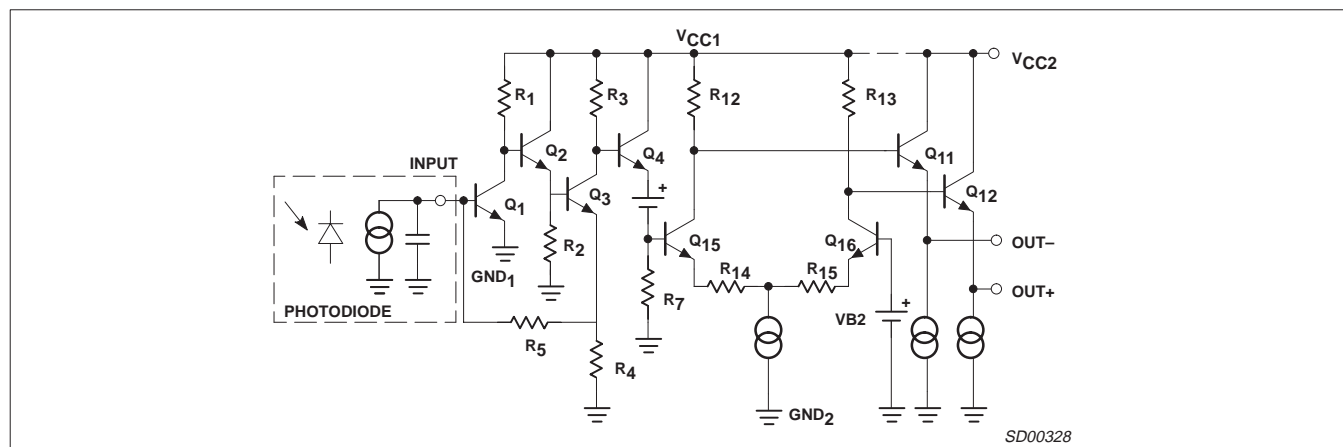 VCC1
VCC2
R1
R3
R12
R13
Q2
Q4
Q11
INPUT
Q1
Q3
Q12
Q15
Q16
OUT–
R2
GND1
R14
R15
R7
OUT+
PHOTODIODE
VB2
R5
R4
GND2
SD00328
+
+